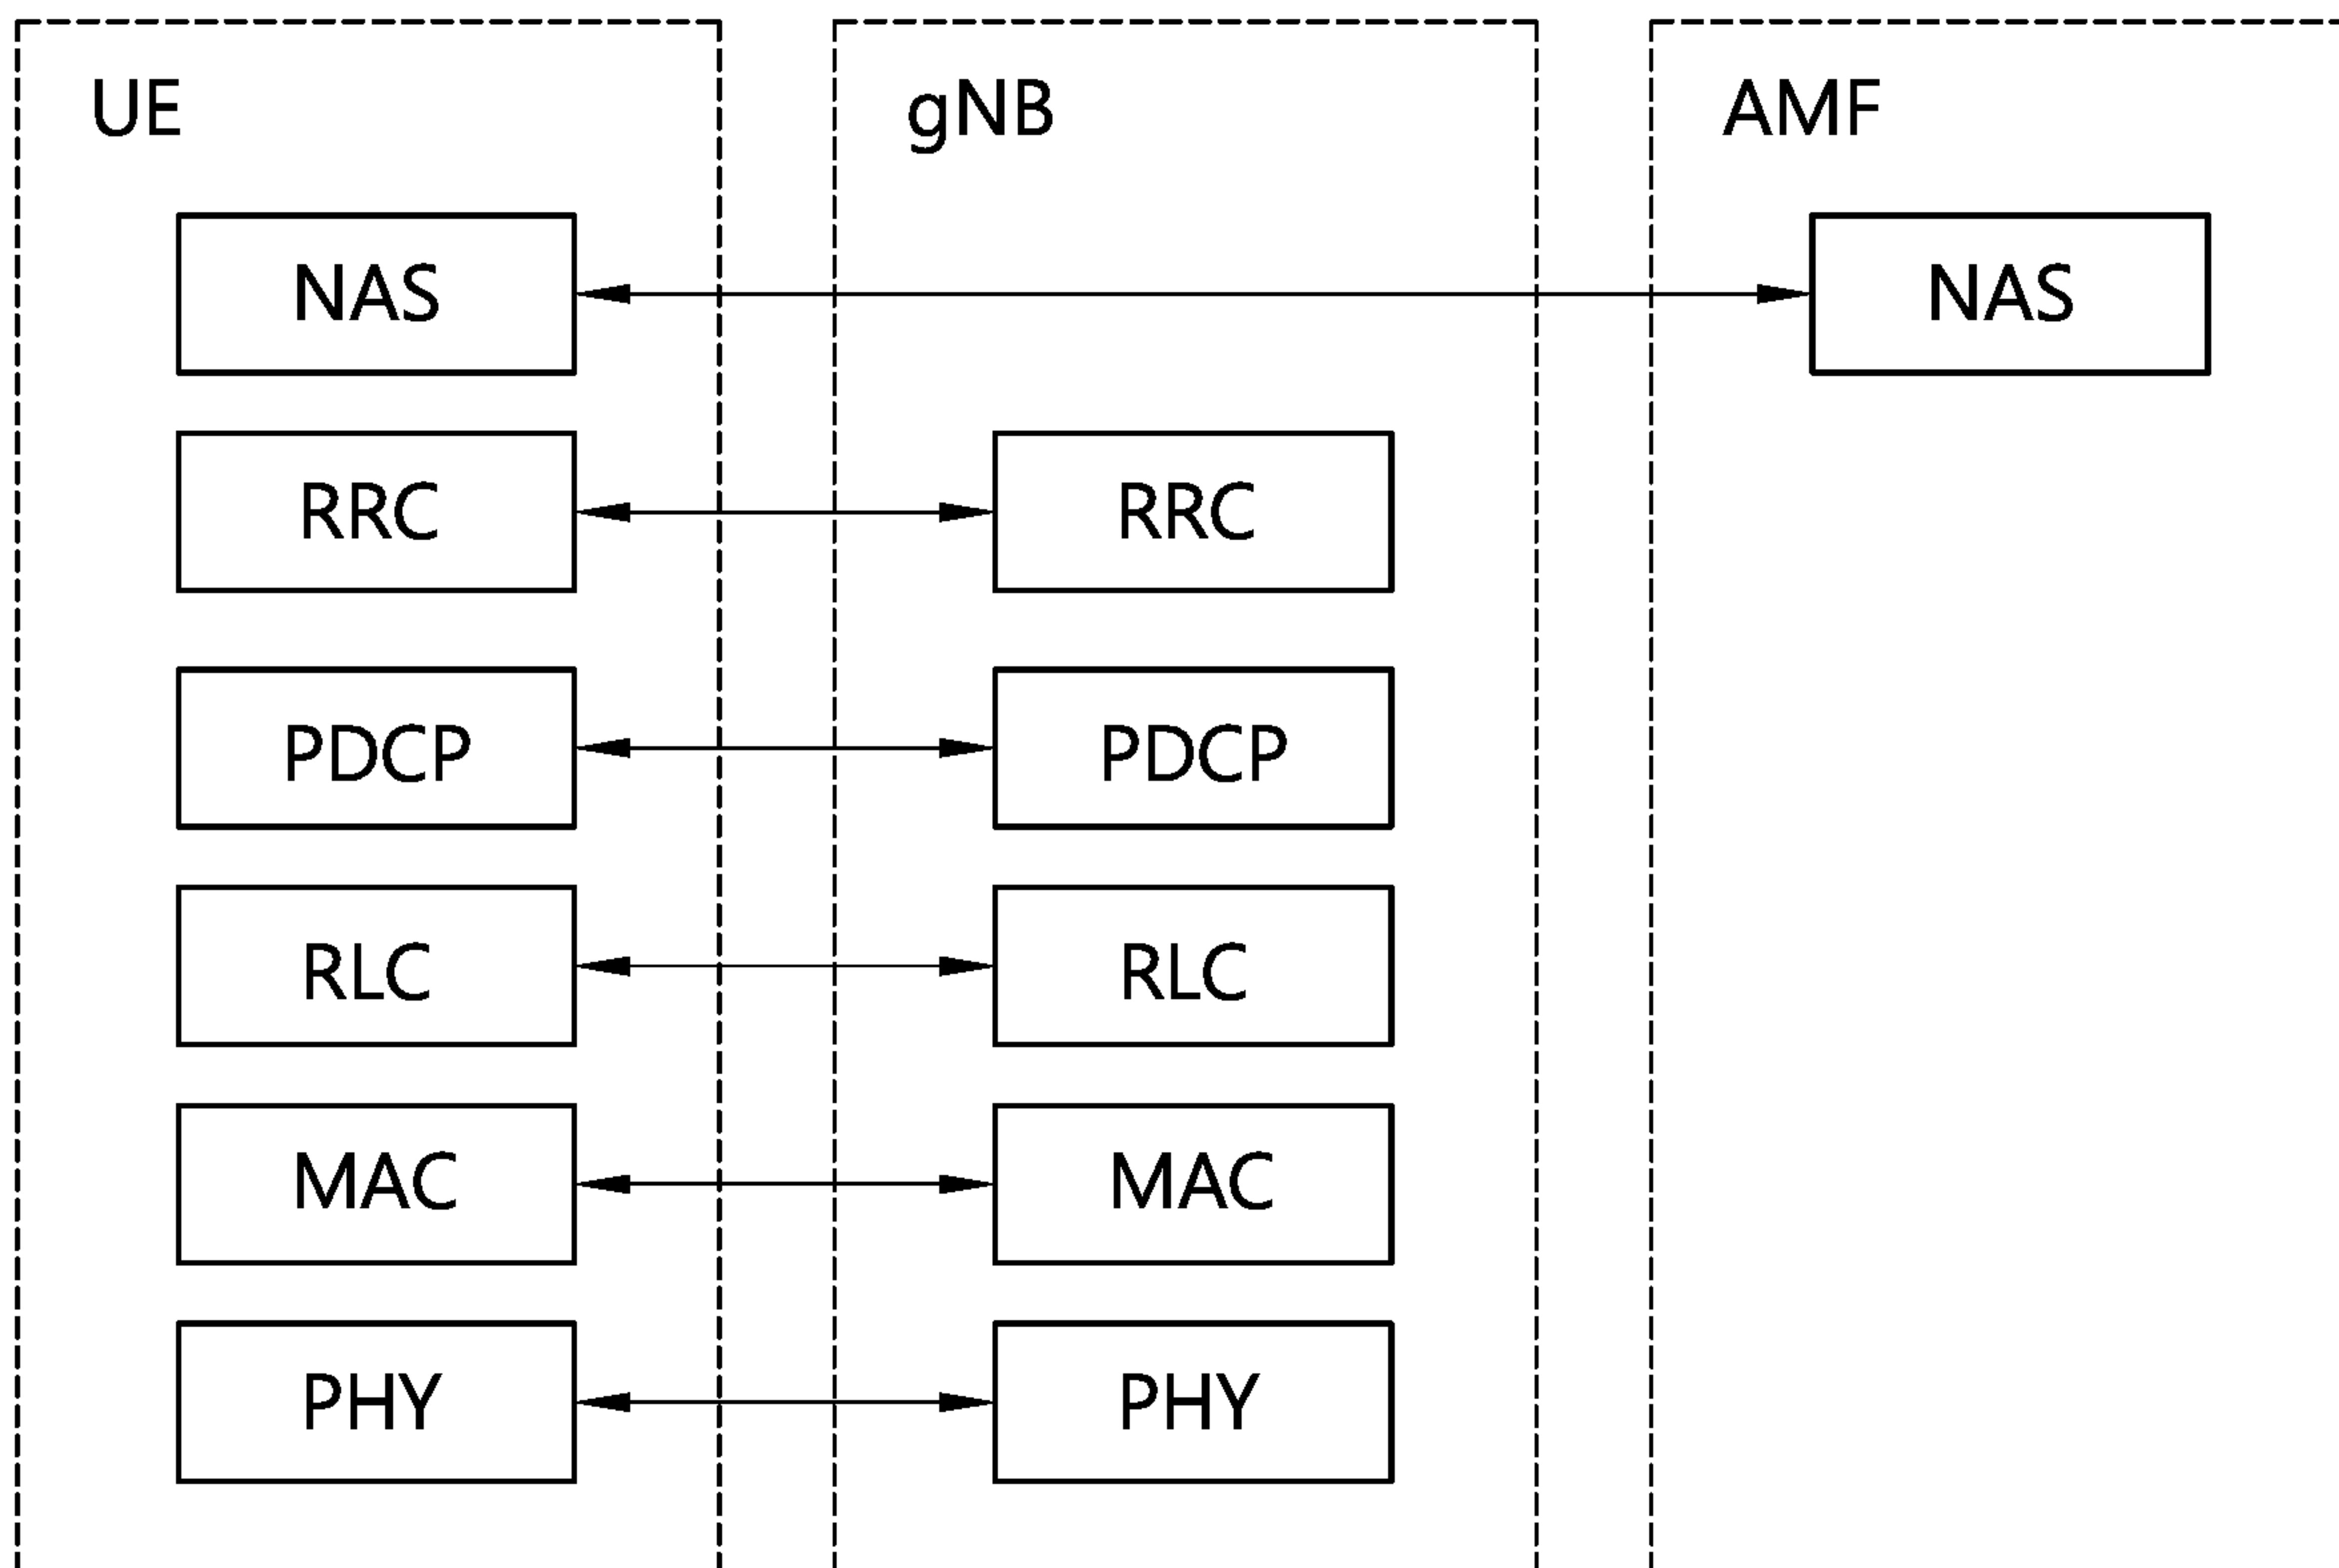 UE gNB AMF
NAS NAS
RRC RRC
PDCP PDCP
RLC RLC
MAC MAC
PHY PHY